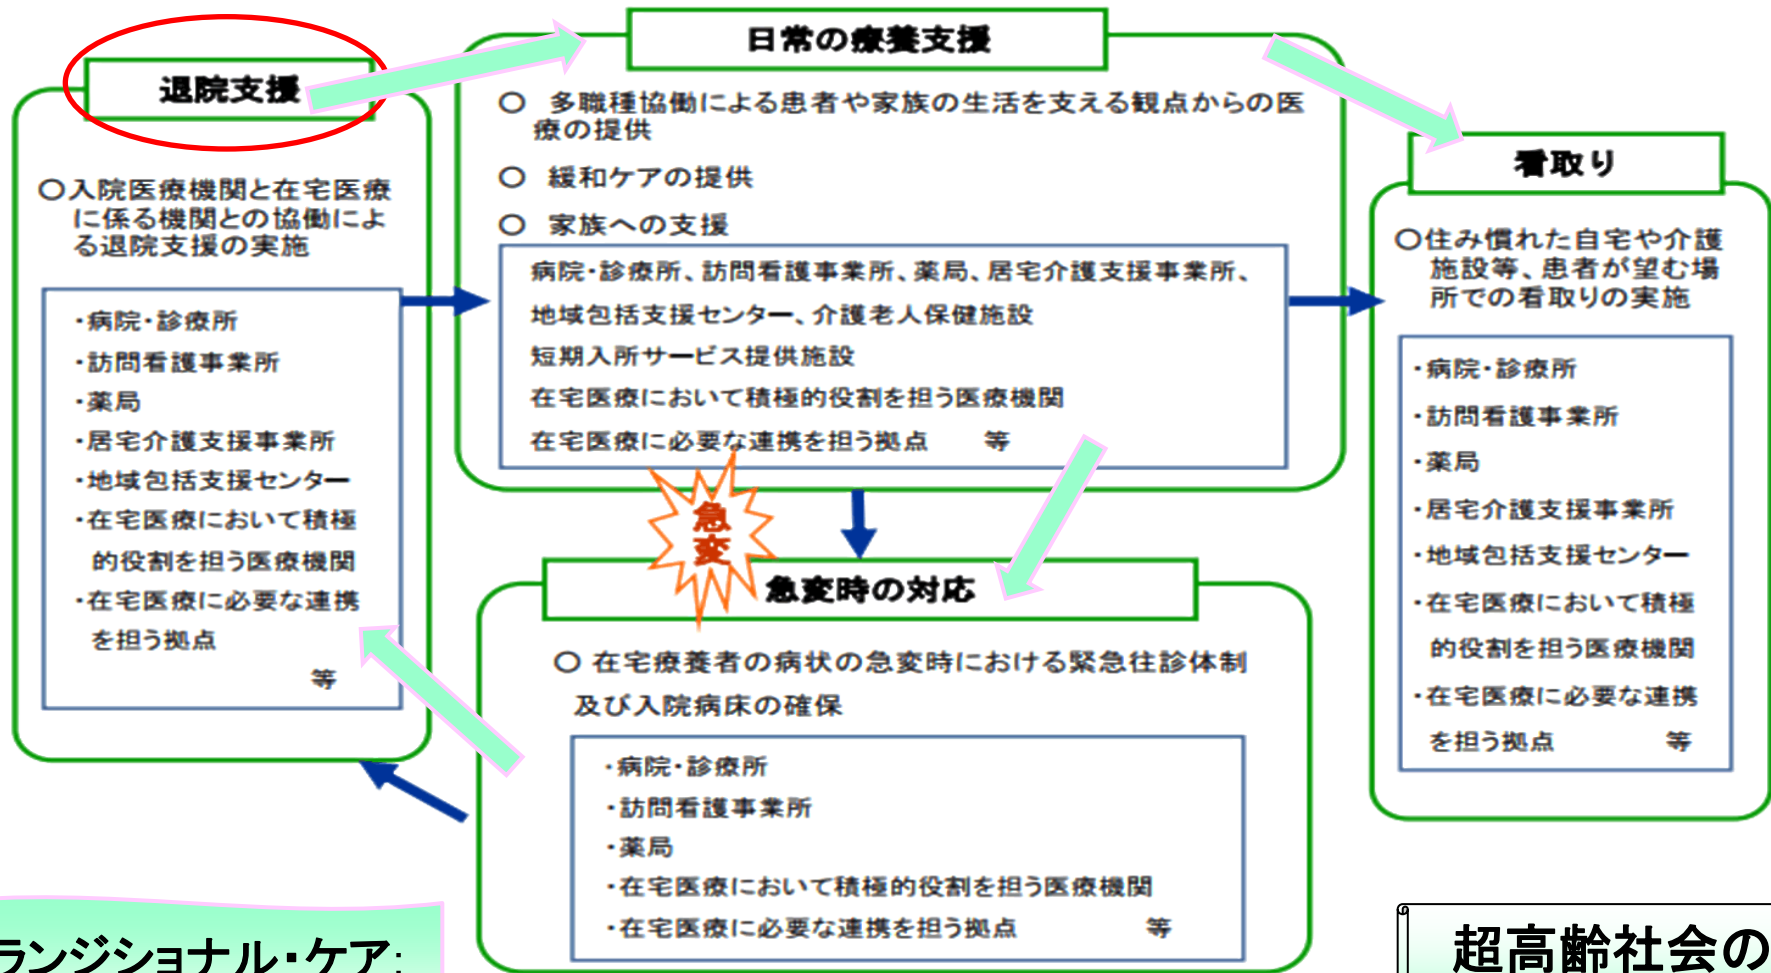 退院支援
○入院医療機関と在宅医療
に係る機関との協働によ
る退院支援の実施
・病院・診療所
・訪問看護事業所
・薬局
・居宅介護支援事業所
・地域包括支援センター
・在宅医療において積極
的役割を担う医療機関
・在宅医療に必要な連携
を担う拠点
等
日常の療養支援
○ 多職種協働による患者や家族の生活を支える観点からの医
療の提供
○ 緩和ケアの提供
○ 家族への支援
病院・診療所、訪問看護事業所、薬局、居宅介護支援事業所、
地域包括支援センター、介護老人保健施設
短期入所サービス提供施設
在宅医療において積極的役割を担う医療機関
在宅医療に必要な連携を担う拠点 等
急
変
急変時の対応
○ 在宅療養者の病状の急変時における緊急往診体制
及び入院病床の確保
・病院・診療所
・訪問看護事業所
・薬局
・在宅医療において積極的役割を担う医療機関
・在宅医療に必要な連携を担う拠点 等
看取り
○住み慣れた自宅や介護
施設等、患者が望む場
所での看取りの実施
・病院・診療所
・訪問看護事業所
・薬局
・居宅介護支援事業所
・地域包括支援センター
・在宅医療において積極
的役割を担う医療機関
・在宅医療に必要な連携
を担う拠点 等
ランジショナル・ケア:
超高齢社会の